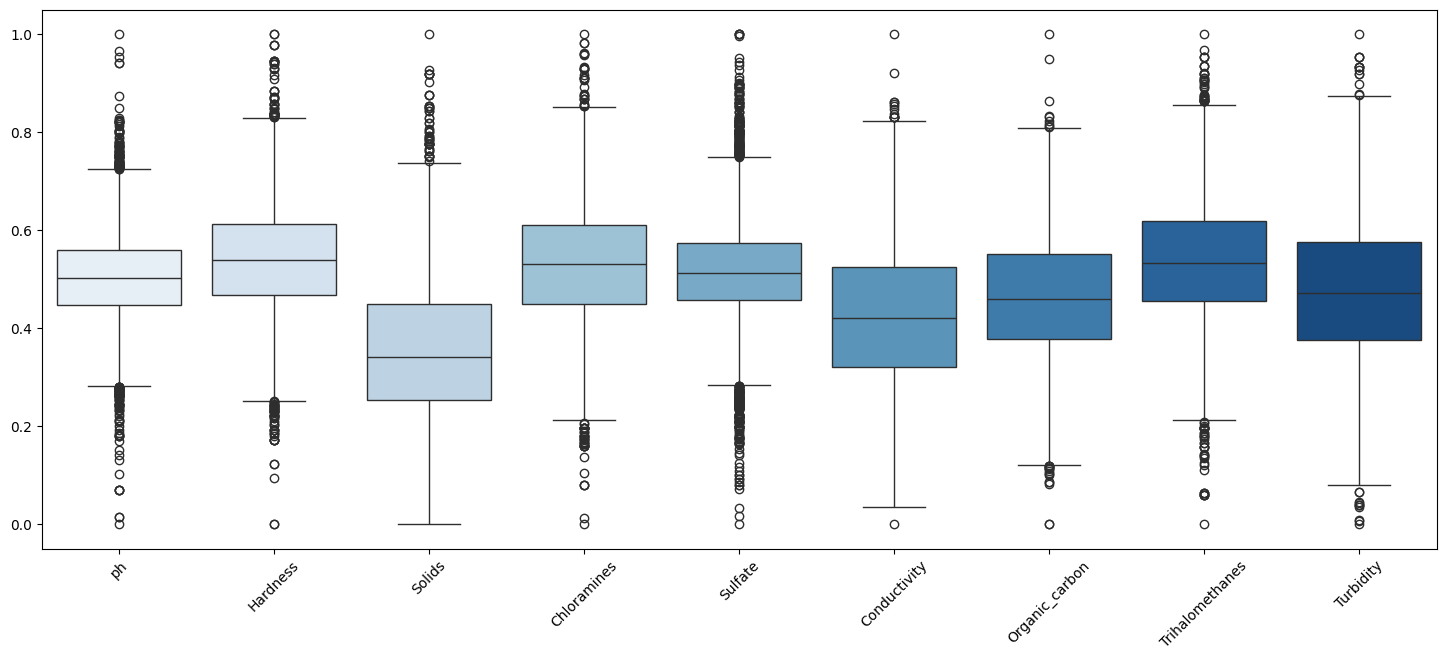 1.0
0.8
0.6
0.4
0.2
0.0
ph
Hardness
Solids
Chloramines
Sulfate
Conductivity
Organic_carbon
Trihalomethanes
Turbidity